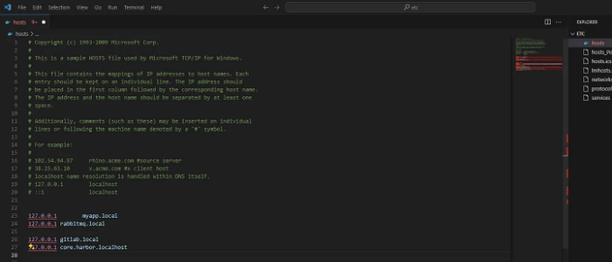 File Edit Selection View Go Run Terminal Help
etc
hosts 9+
hosts > ...
EXPLORER
ETC
hosts
hosts.ics
networks
protocol
services
1 # Copyright (c) 1993-2009 Microsoft Corp.
2 #
3 # This is a sample HOSTS file used by Microsoft TCP/IP for Windows.
4 #
5 # This file contains the mappings of IP addresses to host names. Each
6 # entry should be kept on an individual line. The IP address should
7 # be placed in the first column followed by the corresponding host name.
8 # The IP address and the host name should be separated by at least one
9 # space.
10 #
11 # Additionally, comments (such as these) may be inserted on individual
12 # lines or following the machine name denoted by a '#' symbol.
13 #
14 # For example:
15 #
16 # 102.54.94.97 rhino.acme.com #source server
17 # 38.25.63.10 x.acme.com #x client host
18 # localhost name resolution is handled within DNS itself.
19 # 127.0.0.1 localhost
20 # ::1 localhost
21
22
23 127.0.0.1 myapp.local
24 127.0.0.1 rabbitmq.local
25
26 127.0.0.1 gitlab.local
27 127.0.0.1 core.harbor.localhost
28